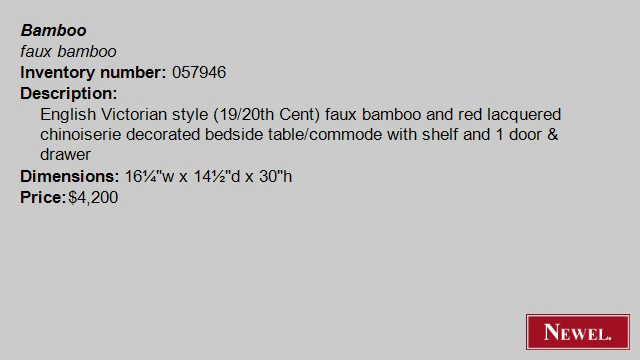 Bamboo
faux bamboo
Inventory number: 057946
Description:
English Victorian style (19/20th Cent) faux bamboo and red lacquered
chinoiserie decorated bedside table/commode with shelf and 1 door &
drawer
Dimensions: 16¼"w x 14½"d x 30"h
Price:$4,200
NEWEL.